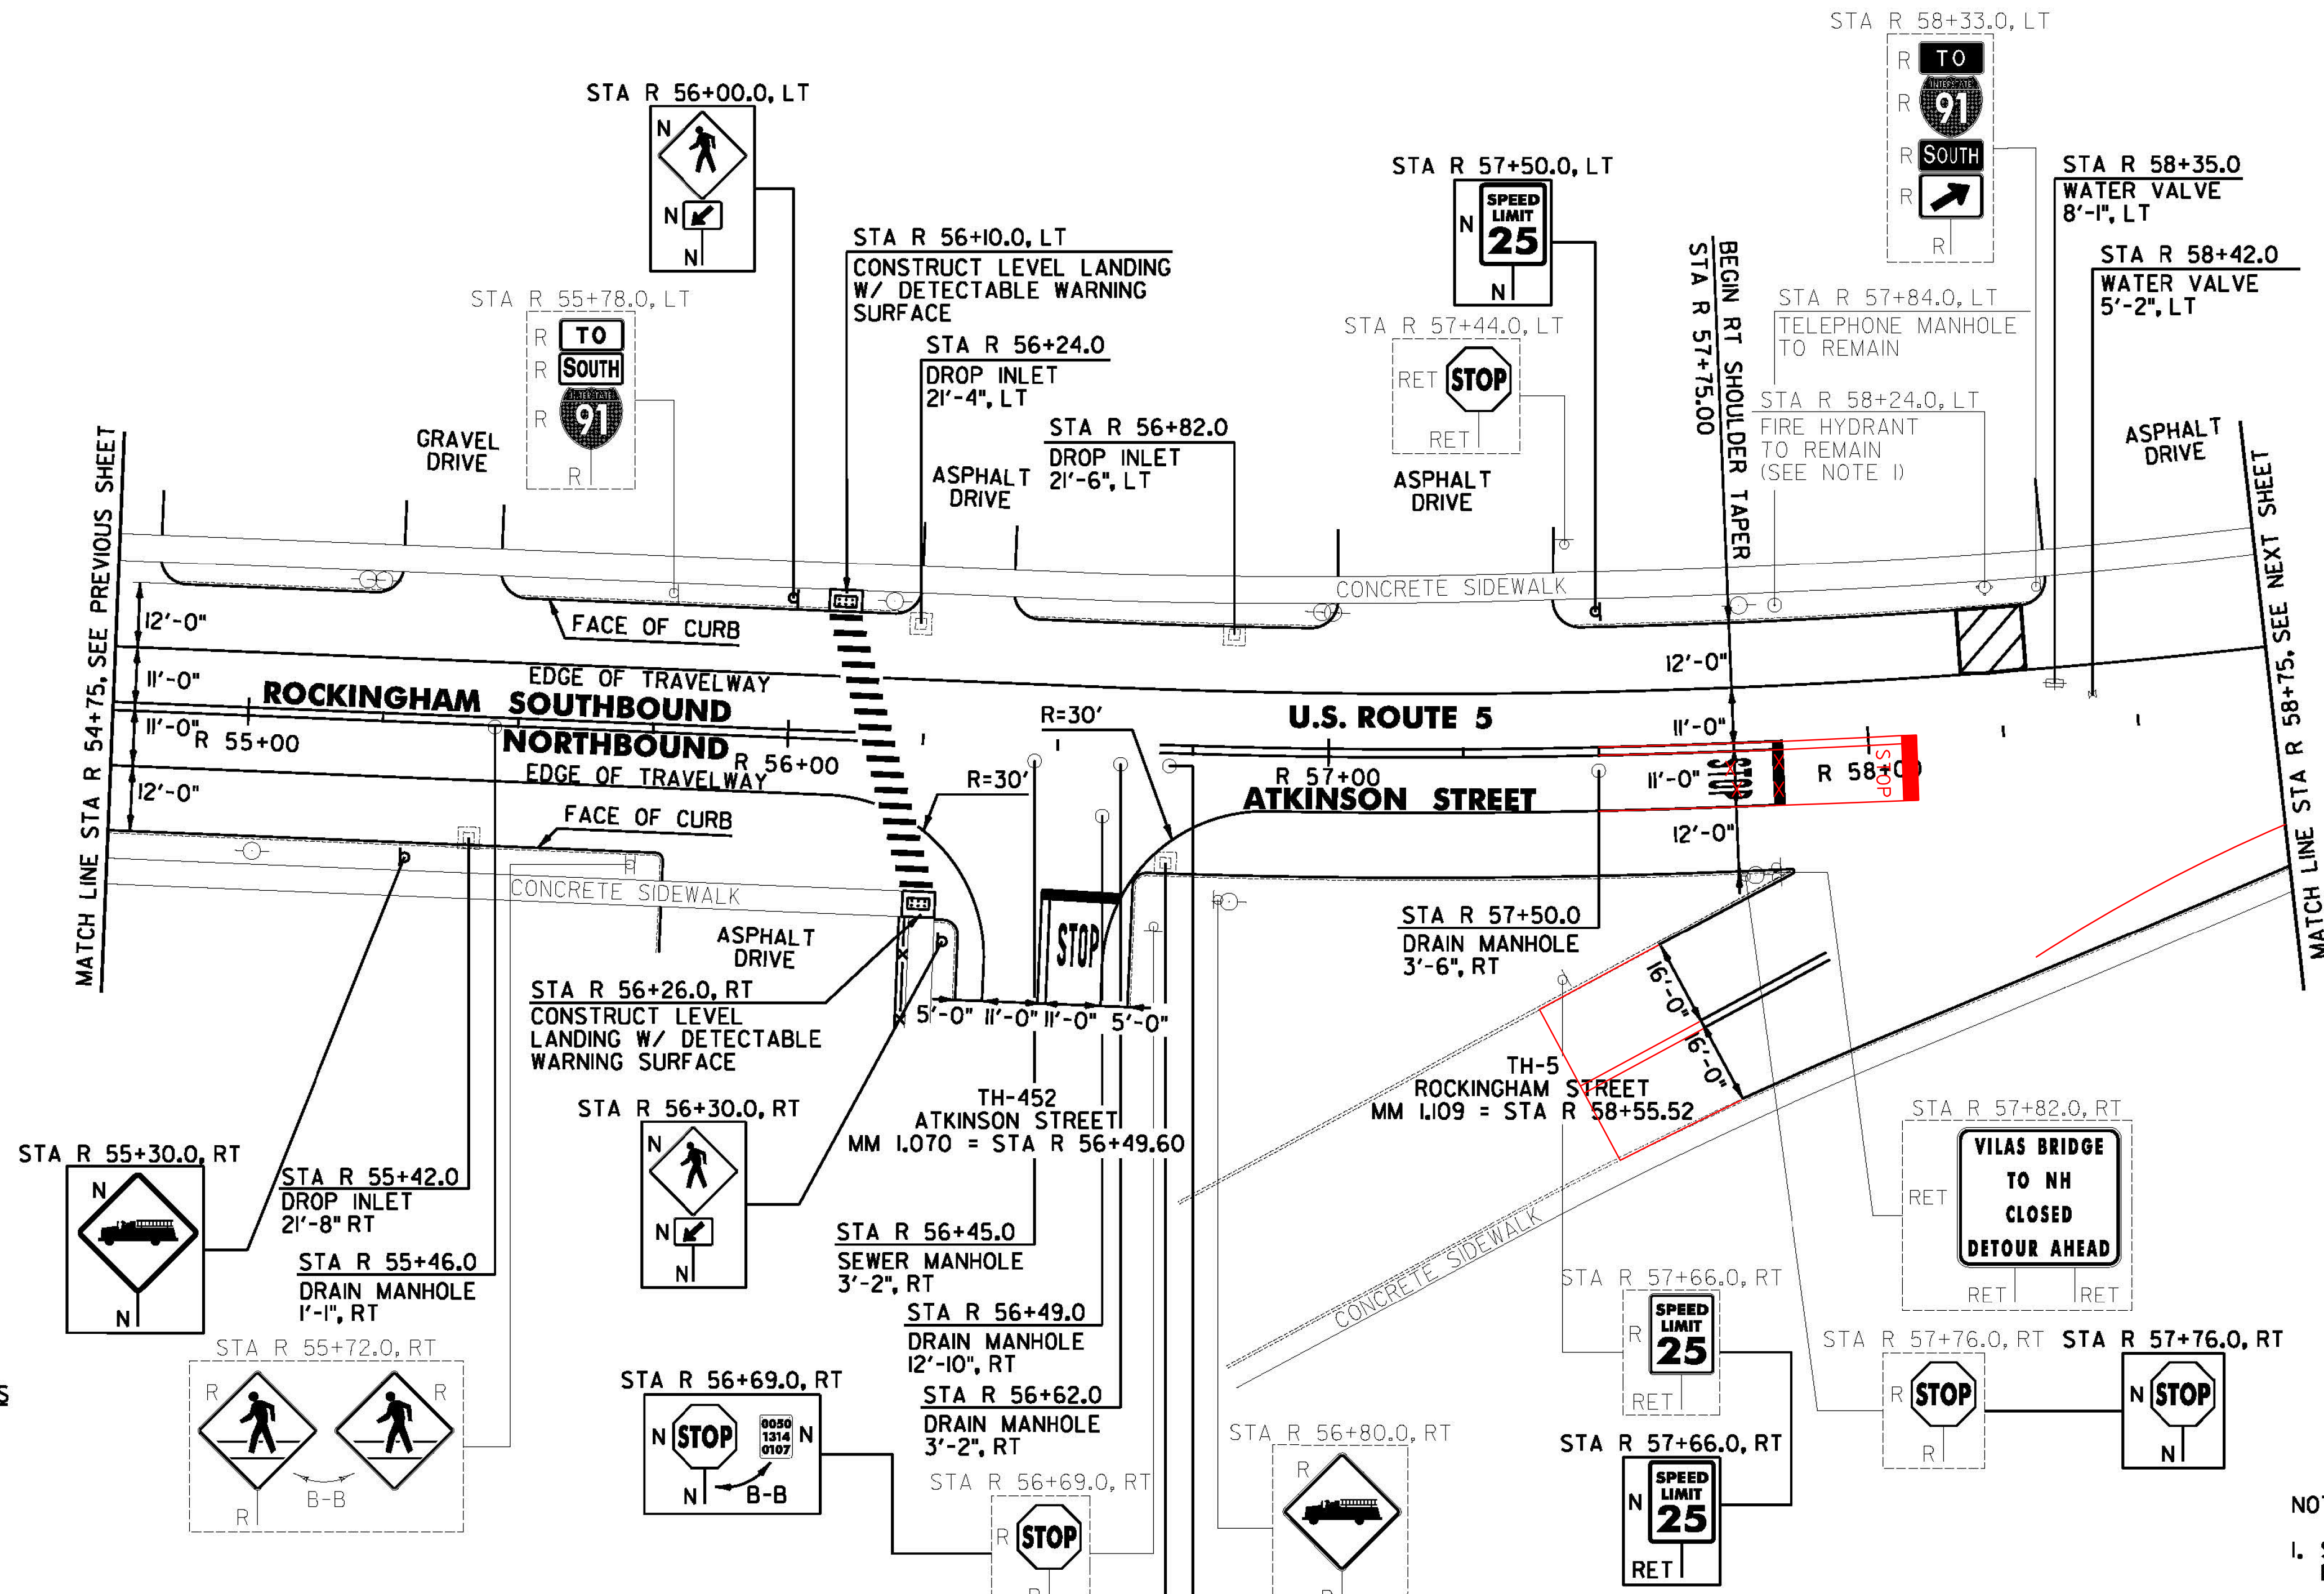 STA R 58+33.0, LT
R TO
R INTERSTATE 91
R SOUTH
R
R
STA R 56+00.0, LT
N
N
N
STA R 57+50.0, LT
N SPEED
LIMIT
25
N
STA R 58+35.0
WATER VALVE
8'-1", LT
STA R 58+42.0
WATER VALVE
5'-2", LT
STA R 56+10.0, LT
CONSTRUCT LEVEL LANDING
W/ DETECTABLE WARNING
SURFACE
STA R 55+78.0, LT
R TO
R SOUTH
R INTERSTATE 91
R
STA R 56+24.0
DROP INLET
21'-4", LT
STA R 56+82.0
DROP INLET
21'-6", LT
STA R 57+44.0, LT
RET STOP
RET
BEGIN RT SHOULDER TAPER
STA R 57+75.00
STA R 57+84.0, LT
TELEPHONE MANHOLE
TO REMAIN
STA R 58+24.0, LT
FIRE HYDRANT
TO REMAIN
(SEE NOTE 1)
GRAVEL
DRIVE
ASPHALT
DRIVE
ASPHALT
DRIVE
ASPHALT
DRIVE
MATCH LINE STA R 54+75, SEE PREVIOUS SHEET
MATCH LINE STA R 58+75, SEE NEXT SHEET
CONCRETE SIDEWALK
12'-0"
FACE OF CURB
12'-0"
11'-0"
EDGE OF TRAVELWAY
ROCKINGHAM SOUTHBOUND
U.S. ROUTE 5
R=30'
11'-0"
11'-0"
R 55+00
NORTHBOUND
R 56+00
EDGE OF TRAVELWAY
R=30'
R 57+00
ATKINSON STREET
11'-0"
STOP
R 58+00
STOP
12'-0"
FACE OF CURB
12'-0"
CONCRETE SIDEWALK
ASPHALT
DRIVE
STOP
STA R 57+50.0
DRAIN MANHOLE
3'-6", RT
STA R 56+26.0, RT
CONSTRUCT LEVEL
LANDING W/ DETECTABLE
WARNING SURFACE
5'-0" 11'-0" 11'-0" 5'-0"
16'-0"
16'-0"
TH-5
ROCKINGHAM STREET
MM 1.109 = STA R 58+55.52
TH-452
ATKINSON STREET
MM 1.070 = STA R 56+49.60
STA R 56+30.0, RT
N
N
N
STA R 57+82.0, RT
RET VILAS BRIDGE
TO NH
CLOSED
DETOUR AHEAD
RET RET
STA R 55+30.0, RT
N
N
STA R 55+42.0
DROP INLET
21'-8" RT
STA R 55+46.0
DRAIN MANHOLE
1'-1", RT
STA R 56+45.0
SEWER MANHOLE
3'-2", RT
STA R 56+49.0
DRAIN MANHOLE
12'-10", RT
STA R 56+62.0
DRAIN MANHOLE
3'-2", RT
CONCRETE SIDEWALK
STA R 57+66.0, RT
R SPEED
LIMIT
25
RET
STA R 57+76.0, RT
R STOP
R
STA R 57+76.0, RT
N STOP
N
STA R 55+72.0, RT
R R
B-B
R
STA R 56+69.0, RT
N STOP 0050
1314
0107 N
N B-B
STA R 56+69.0, RT
R STOP
STA R 56+80.0, RT
R
STA R 57+66.0, RT
N SPEED
LIMIT
25
RET
S
1.